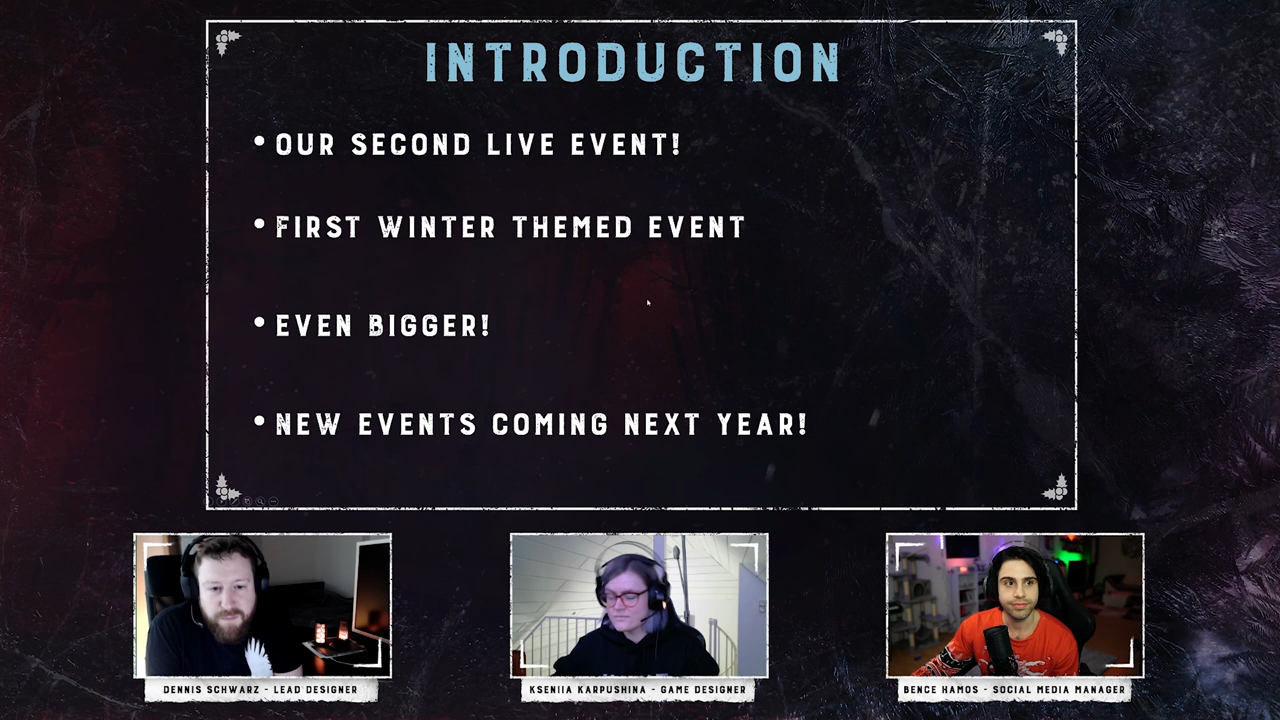 INTRODUCTION
• OUR SECOND LIVE EVENT!
• FIRST WINTER THEMED EVENT
• EVEN BIGGER!
• NEW EVENTS COMING NEXT YEAR!
DENNIS SCHWARZ - LEAD DESIGNER
KSENIIA KARPUSHINA - GAME DESIGNER
BENCE HAMOS - SOCIAL MEDIA MANAGER